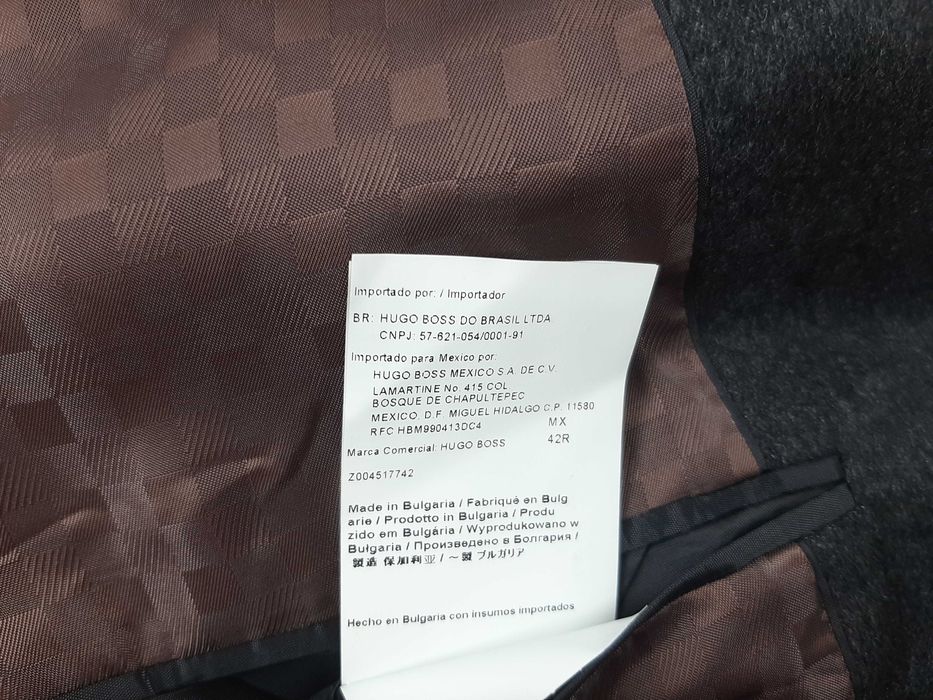 Importado por: / Importador
BR: HUGO BOSS DO BRASIL LTDA.
CNPJ: 57-621-054/0001-91
Importado para Mexico por:
HUGO BOSS MEXICO S.A. DE C.V.
LAMARTINE No. 415 COL.
BOSQUE DE CHAPULTEPEC
MEXICO, D.F. MIGUEL HIDALGO C.P. 11580
RFC HBM990413DC4 MX
Marca Comercial: HUGO BOSS 42R
Z004517742
Made in Bulgaria / Fabriqué en Bulg
arie / Prodotto in Bulgaria / Produ
zido em Bulgária / Wyprodukowano w
Bułgaria / Произведено в Болгария /
製造 保加利亚 / ～製 ブルガリア
Hecho en Bulgaria con insumos importados